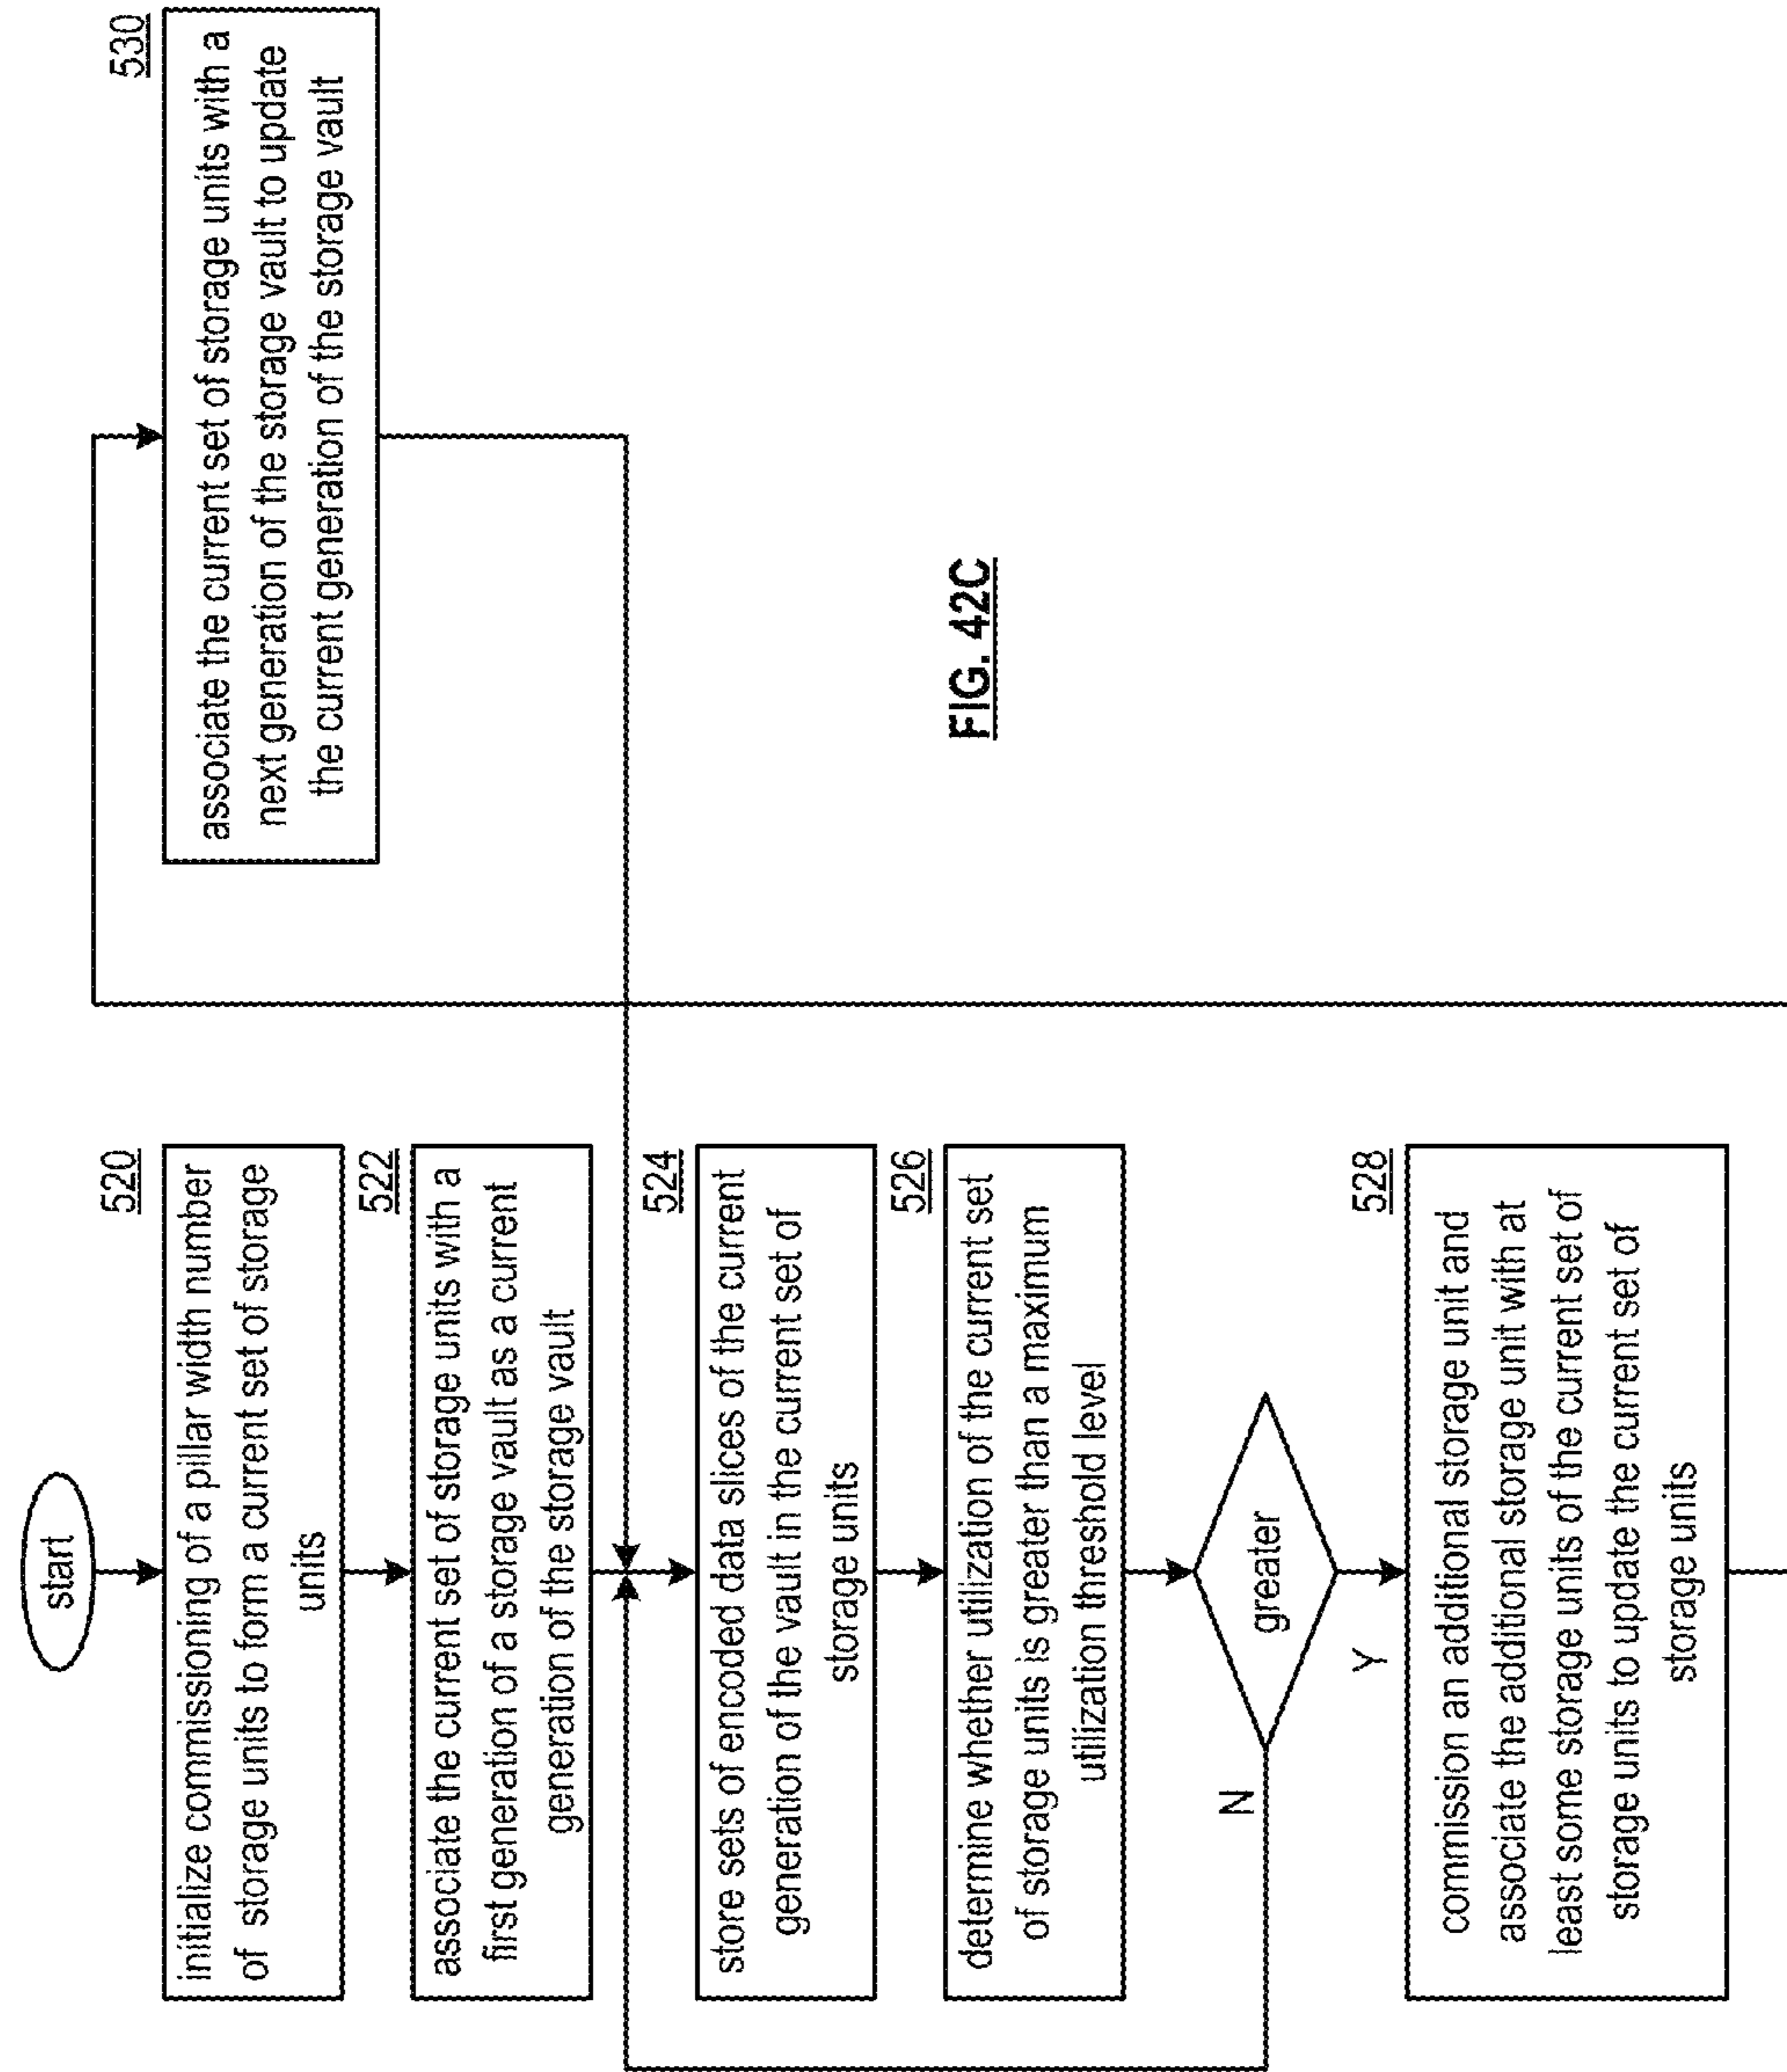 start
520
initialize commissioning of a pillar width number
of storage units to form a current set of storage
units
522
associate the current set of storage units with a
first generation of a storage vault as a current
generation of the storage vault
524
store sets of encoded data slices of the current
generation of the vault in the current set of
storage units
526
determine whether utilization of the current set
of storage units is greater than a maximum
utilization threshold level
greater
N
Y
528
commission an additional storage unit and
associate the additional storage unit with at
least some storage units of the current set of
storage units to update the current set of
storage units
530
associate the current set of storage units with a
next generation of the storage vault to update
the current generation of the storage vault
FIG. 42C